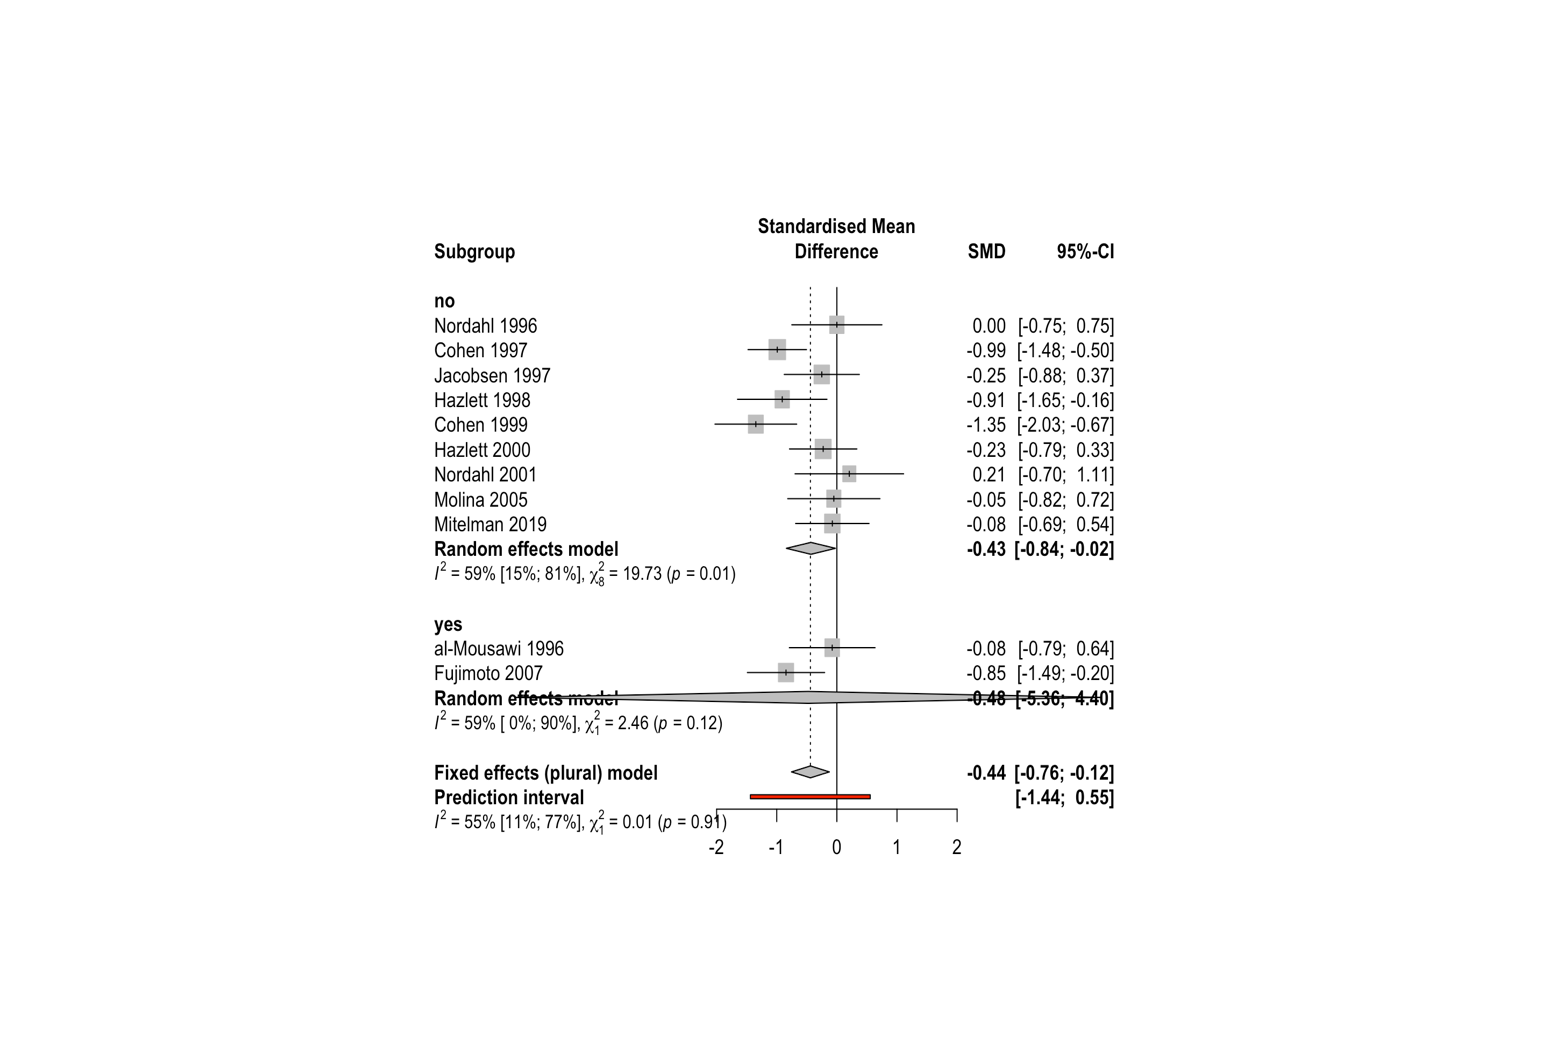 Standardised Mean
Subgroup Difference SMD 95%-CI
no
Nordahl 1996 0.00 [-0.75; 0.75]
Cohen 1997 -0.99 [-1.48; -0.50]
Jacobsen 1997 -0.25 [-0.88; 0.37]
Hazlett 1998 -0.91 [-1.65; -0.16]
Cohen 1999 -1.35 [-2.03; -0.67]
Hazlett 2000 -0.23 [-0.79; 0.33]
Nordahl 2001 0.21 [-0.70; 1.11]
Molina 2005 -0.05 [-0.82; 0.72]
Mitelman 2019 -0.08 [-0.69; 0.54]
Random effects model -0.43 [-0.84; -0.02]
I² = 59% [15%; 81%], χ²₈ = 19.73 (p = 0.01)
yes
al-Mousawi 1996 -0.08 [-0.79; 0.64]
Fujimoto 2007 -0.85 [-1.49; -0.20]
Random effects model -0.48 [-5.36; 4.40]
I² = 59% [ 0%; 90%], χ²₁ = 2.46 (p = 0.12)
Fixed effects (plural) model -0.44 [-0.76; -0.12]
Prediction interval [-1.44; 0.55]
I² = 55% [11%; 77%], χ²₁ = 0.01 (p = 0.91)
-2 -1 0 1 2